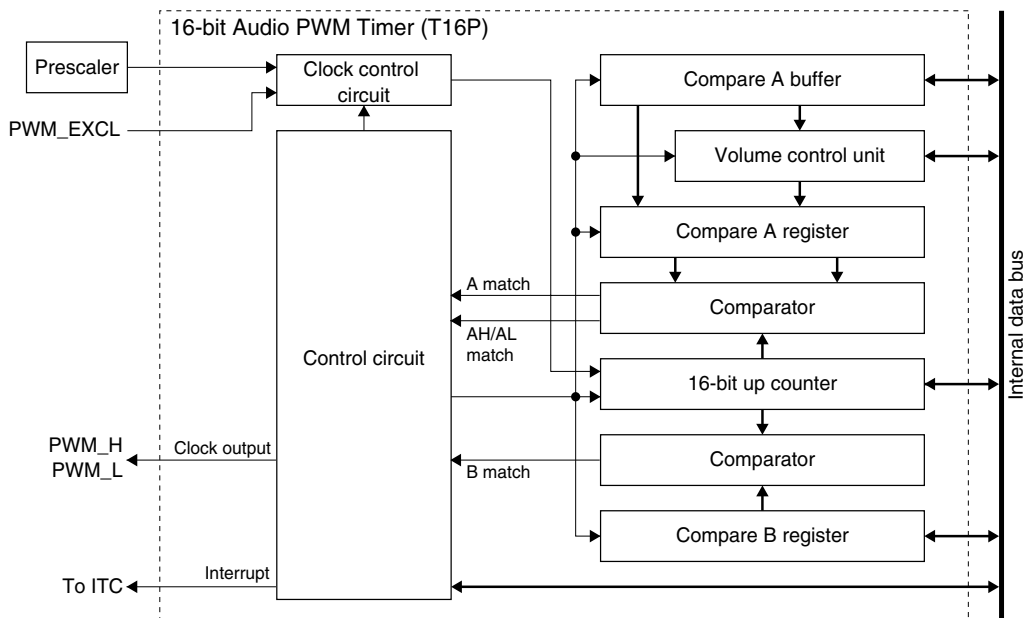 16-bit Audio PWM Timer (T16P)
Prescaler
PWM_EXCL
Clock control
circuit
Compare A buffer
Volume control unit
Compare A register
A match
Comparator
AH/AL
match
Control circuit
16-bit up counter
PWM_H
PWM_L
Clock output
B match
Comparator
Compare B register
To ITC
Interrupt
Internal data bus